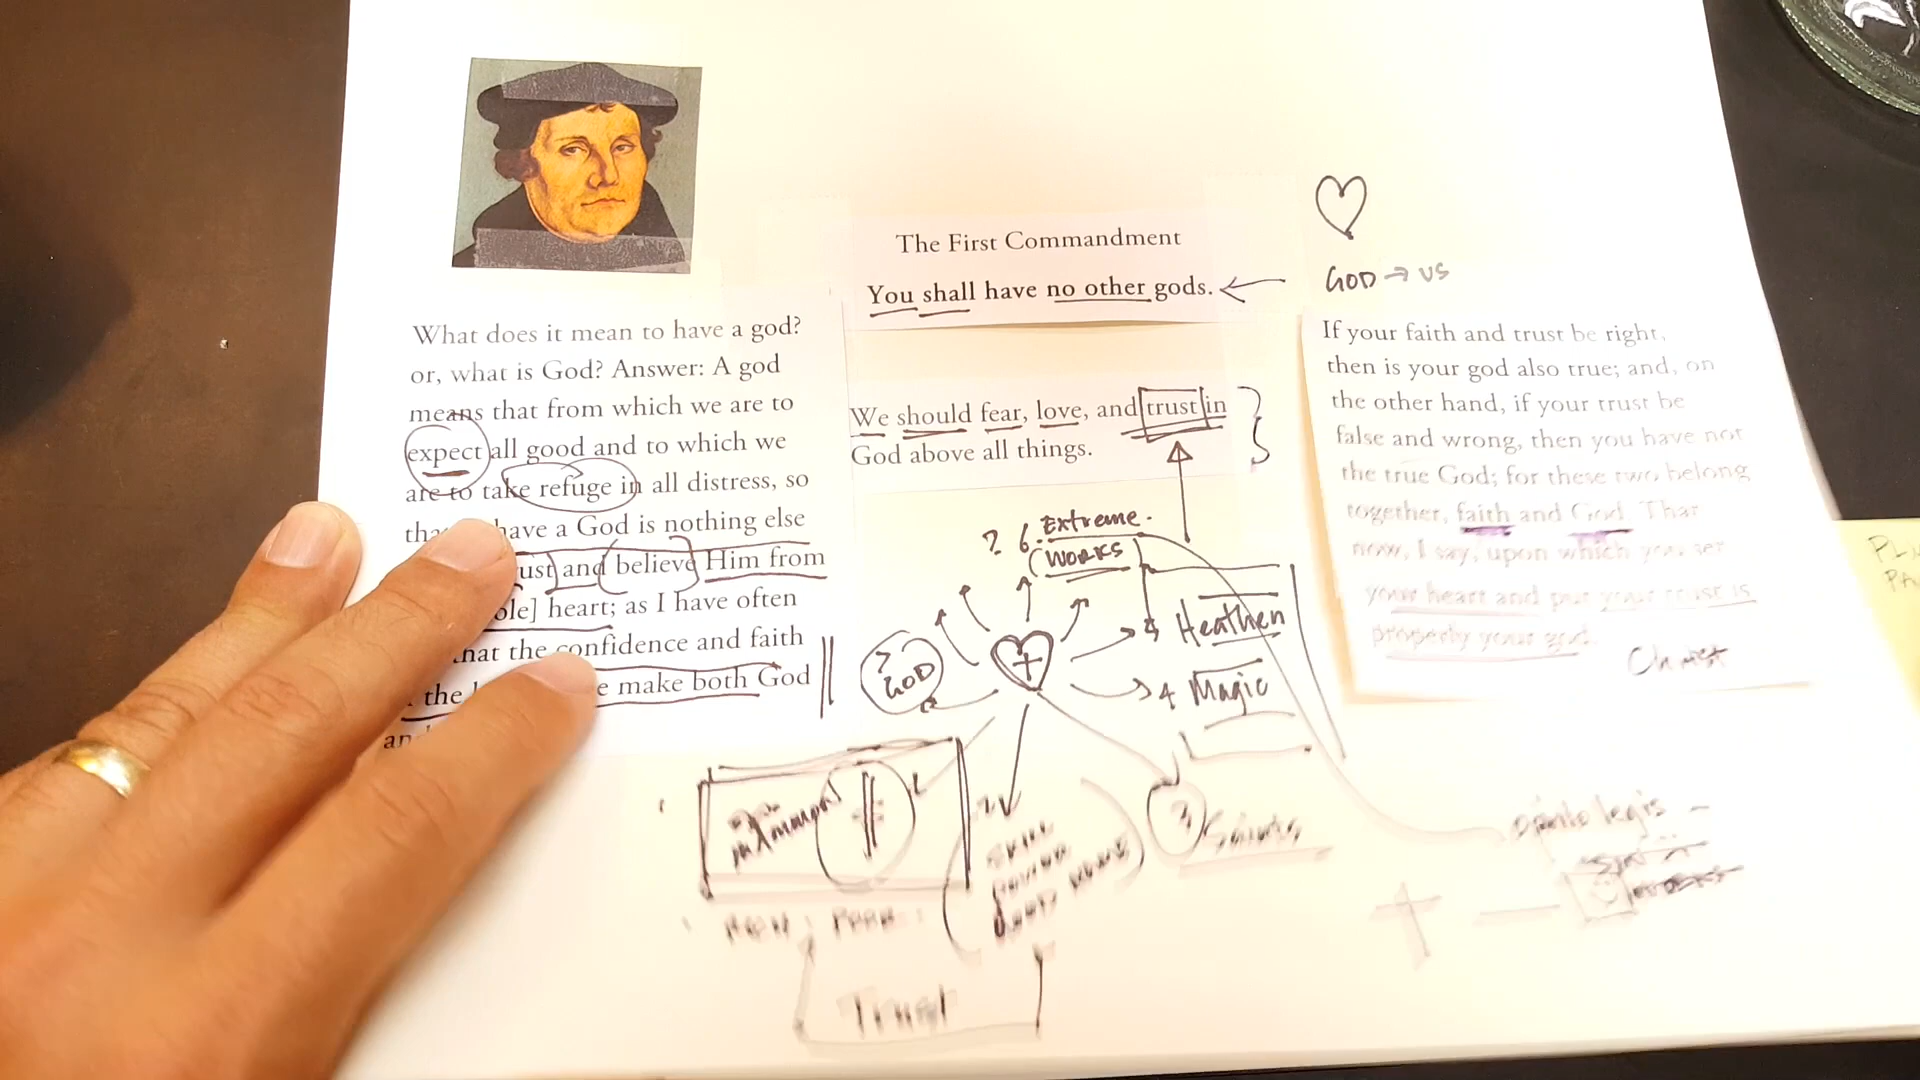 The First Commandment
You shall have no other gods.
GOD → US
What does it mean to have a god?
or, what is God? Answer: A god
means that from which we are to
expect all good and to which we
are to take refuge in all distress, so
have a God is nothing else
ust and believe Him from
ole] heart; as I have often
hat the confidence and faith
the make both God
an
We should fear, love, and trust in
God above all things.
If your faith and trust be right,
then is your god also true; and, on
the other hand, if your trust be
false and wrong, then you have not
the true God; for these two belong
together, faith and God. That
now, I say, upon which you set
your heart and put your trust is
properly your god.
Christ
? 6. Extreme.
Works
5 Heathen
4 Magic
3 Saints
? GOD
Mammon
2
Trust